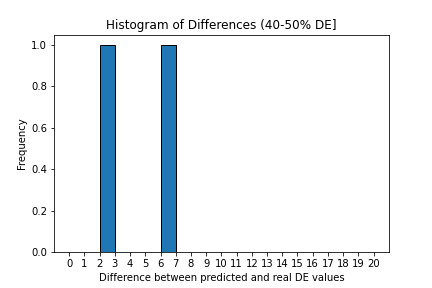 Histogram of Differences (40-50% DE]
1.0
0.8
0.6
0.4
0.2
0.0
Frequency
0 1 2 3 4 5 6 7 8 9 10 11 12 13 14 15 16 17 18 19 20
Difference between predicted and real DE values